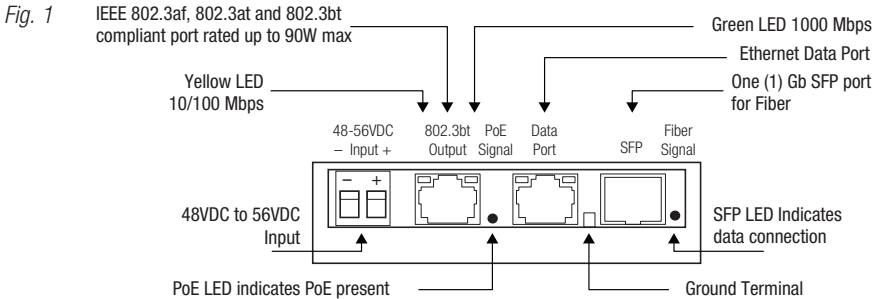 Fig. 1
IEEE 802.3af, 802.3at and 802.3bt
compliant port rated up to 90W max
Green LED 1000 Mbps
Ethernet Data Port
Yellow LED
10/100 Mbps
One (1) Gb SFP port
for Fiber
48-56VDC
– Input +
802.3bt
Output
PoE
Signal
Data
Port
SFP
Fiber
Signal
– +
48VDC to 56VDC
Input
SFP LED Indicates
data connection
PoE LED indicates PoE present
Ground Terminal